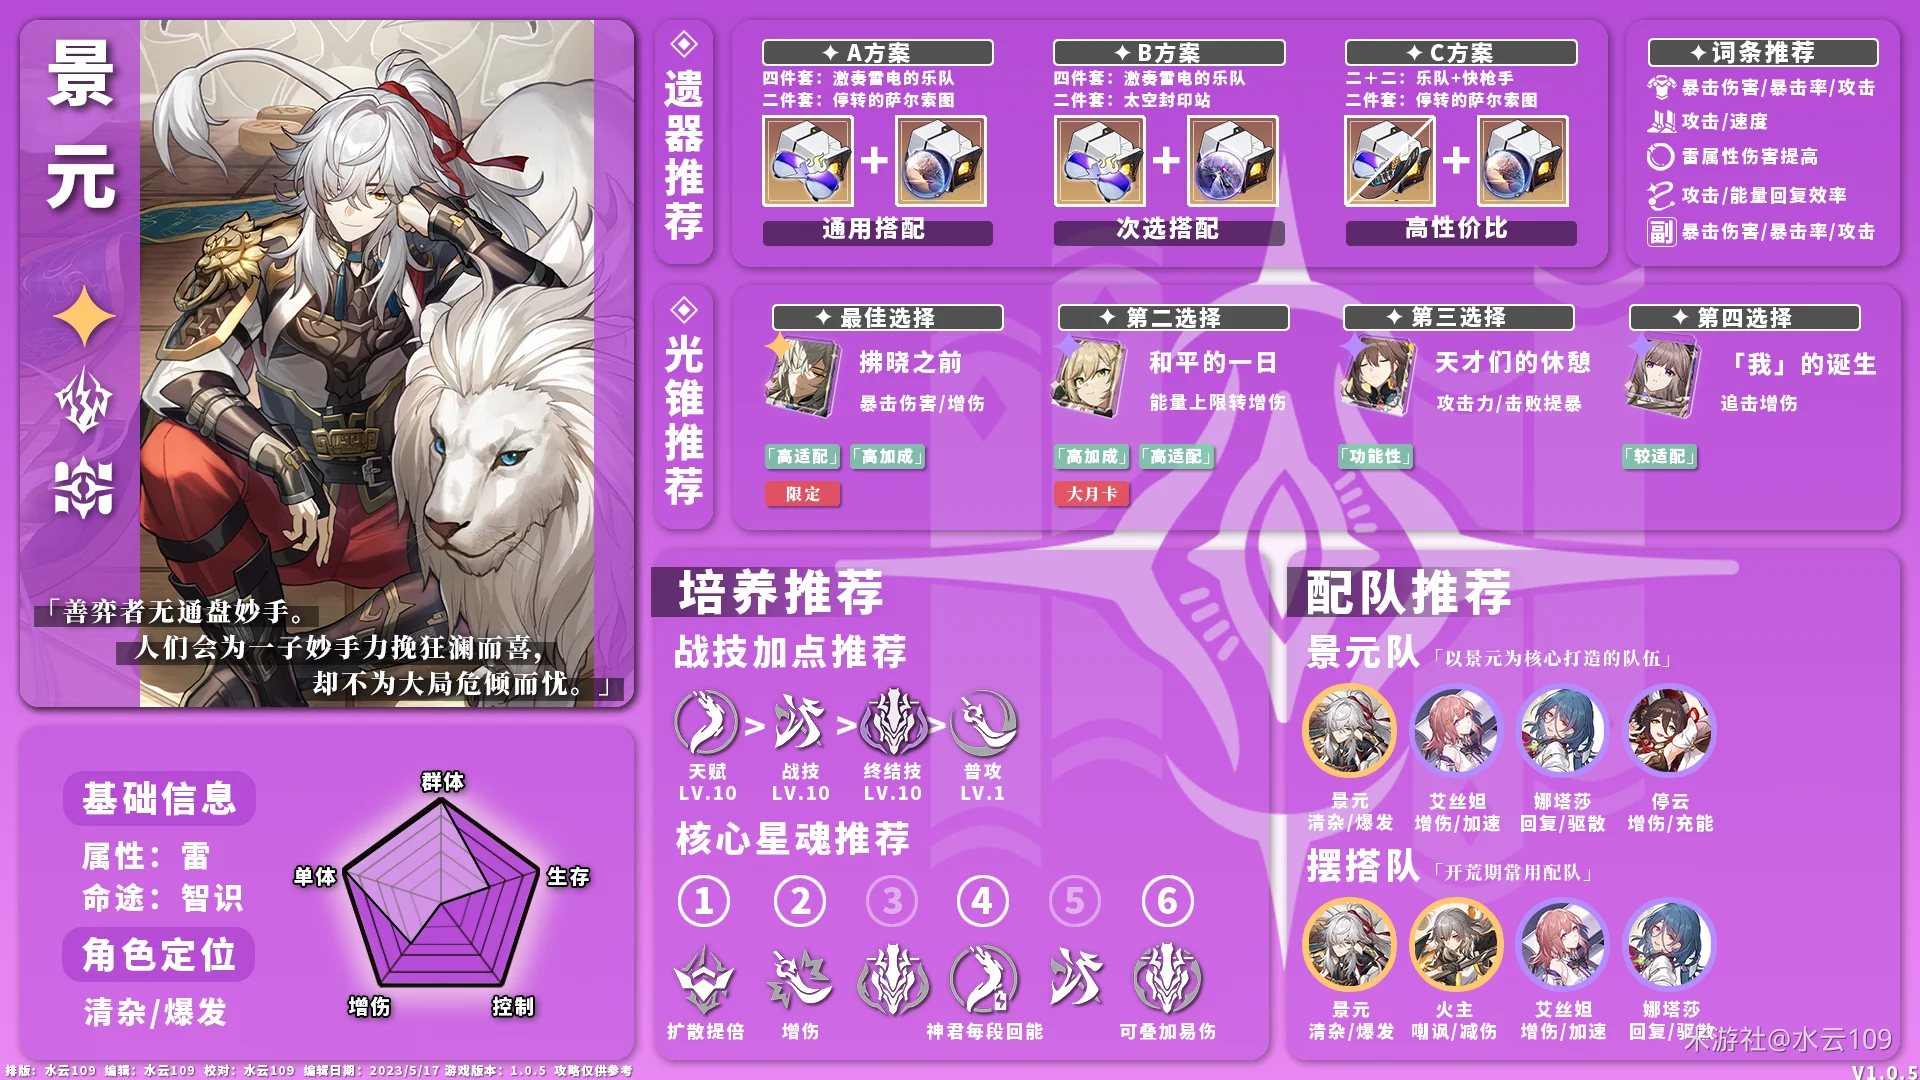 景元
「善弈者无通盘妙手。
人们会为一子妙手力挽狂澜而喜，
却不为大局危倾而忧。」
遗器推荐
A方案
四件套：激奏雷电的乐队
二件套：停转的萨尔索图
通用搭配
B方案
四件套：激奏雷电的乐队
二件套：太空封印站
次选搭配
C方案
二＋二：乐队+快枪手
二件套：停转的萨尔索图
高性价比
词条推荐
暴击伤害/暴击率/攻击
攻击/速度
雷属性伤害提高
攻击/能量回复效率
副 暴击伤害/暴击率/攻击
光锥推荐
最佳选择
拂晓之前
暴击伤害/增伤
「高适配」 「高加成」
限定
第二选择
和平的一日
能量上限转增伤
「高加成」 「高适配」
大月卡
第三选择
天才们的休憩
攻击力/击败提暴
「功能性」
第四选择
「我」的诞生
追击增伤
「较适配」
基础信息
属性：雷
命途：智识
角色定位
清杂/爆发
群体
单体
生存
增伤
控制
培养推荐
战技加点推荐
> > >
天赋 战技 终结技 普攻
LV.10 LV.10 LV.10 LV.1
核心星魂推荐
1 2 3 4 5 6
扩散提倍 增伤 神君每段回能 可叠加易伤
配队推荐
景元队「以景元为核心打造的队伍」
景元 艾丝妲 娜塔莎 停云
清杂/爆发 增伤/加速 回复/驱散 增伤/充能
摆搭队「开荒期常用配队」
景元 火主 艾丝妲 娜塔莎
清杂/爆发 嘲讽/减伤 增伤/加速 回复/驱散
米游社@水云109
排版：水云109 编辑：水云109 校对：水云109 编辑日期：2023/5/17 游戏版本：1.0.5 攻略仅供参考
V1.0.5